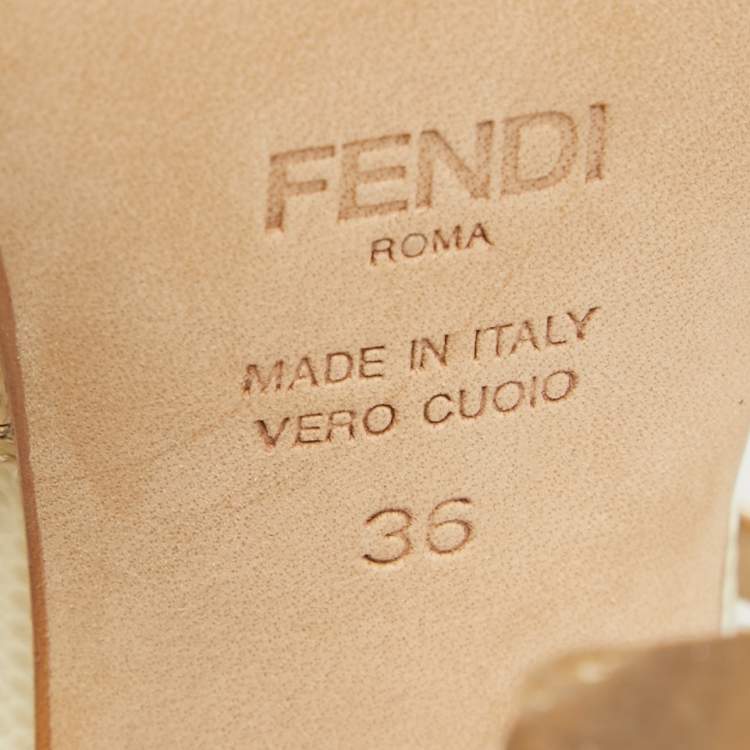 FENDI
ROMA
MADE IN ITALY
VERO CUOIO
36